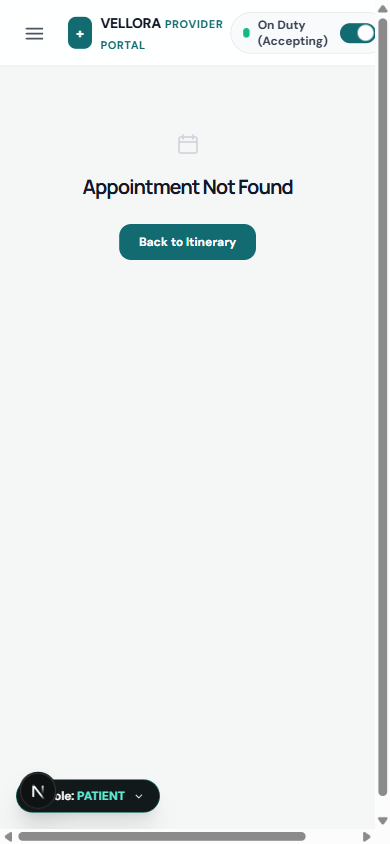 +
VELLORA PROVIDER
PORTAL
On Duty
(Accepting)
Appointment Not Found
Back to Itinerary
N
ole: PATIENT